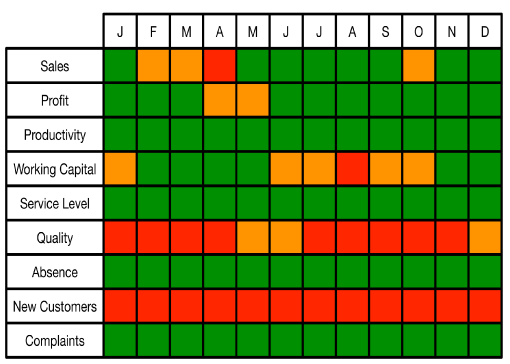 J F M A M J J A S O N D
Sales
Profit
Productivity
Working Capital
Service Level
Quality
Absence
New Customers
Complaints